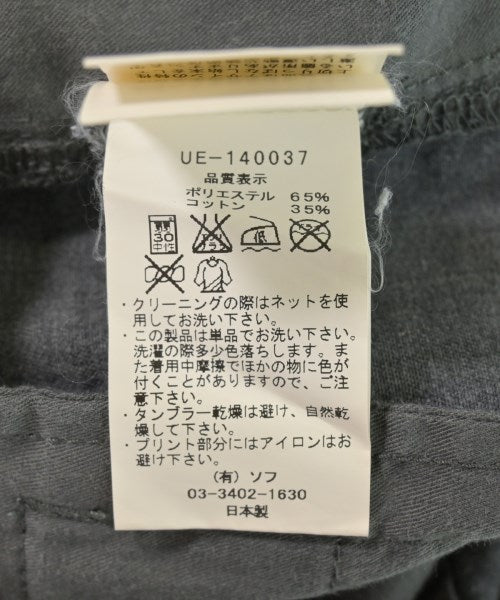 UE-140037
品質表示
ポリエステル 65%
コットン 35%
30
中性
低
・クリーニングの際はネットを使
用してお洗い下さい。
・この製品は単品でお洗い下さい。
洗濯の際多少色落ちします。ま
た着用中摩擦でほかの物に色が
付くことがありますので、ご注
意下さい。
・タンブラー乾燥は避け、自然乾
燥して下さい。
・プリント部分にはアイロンはお
避け下さい。
(有) ソフ
03-3402-1630
日本製